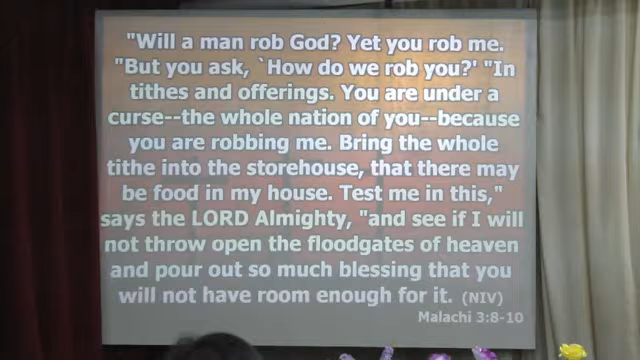 "Will a man rob God? Yet you rob me.
"But you ask, `How do we rob you?' "In
tithes and offerings. You are under a
curse--the whole nation of you--because
you are robbing me. Bring the whole
tithe into the storehouse, that there may
be food in my house. Test me in this,"
says the LORD Almighty, "and see if I will
not throw open the floodgates of heaven
and pour out so much blessing that you
will not have room enough for it. (NIV)
Malachi 3:8-10